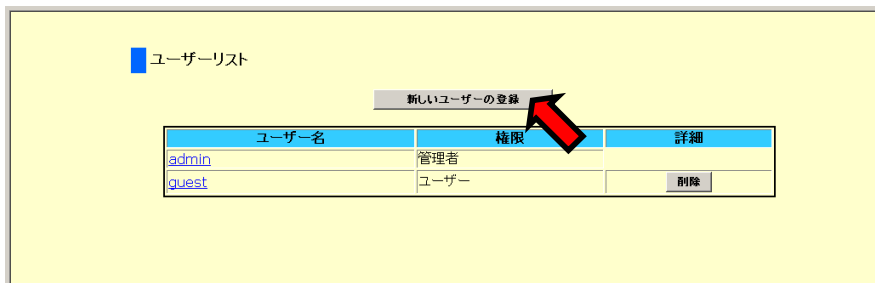 ユーザーリスト
新しいユーザーの登録
ユーザー名 権限 詳細
admin 管理者
guest ユーザー 削除